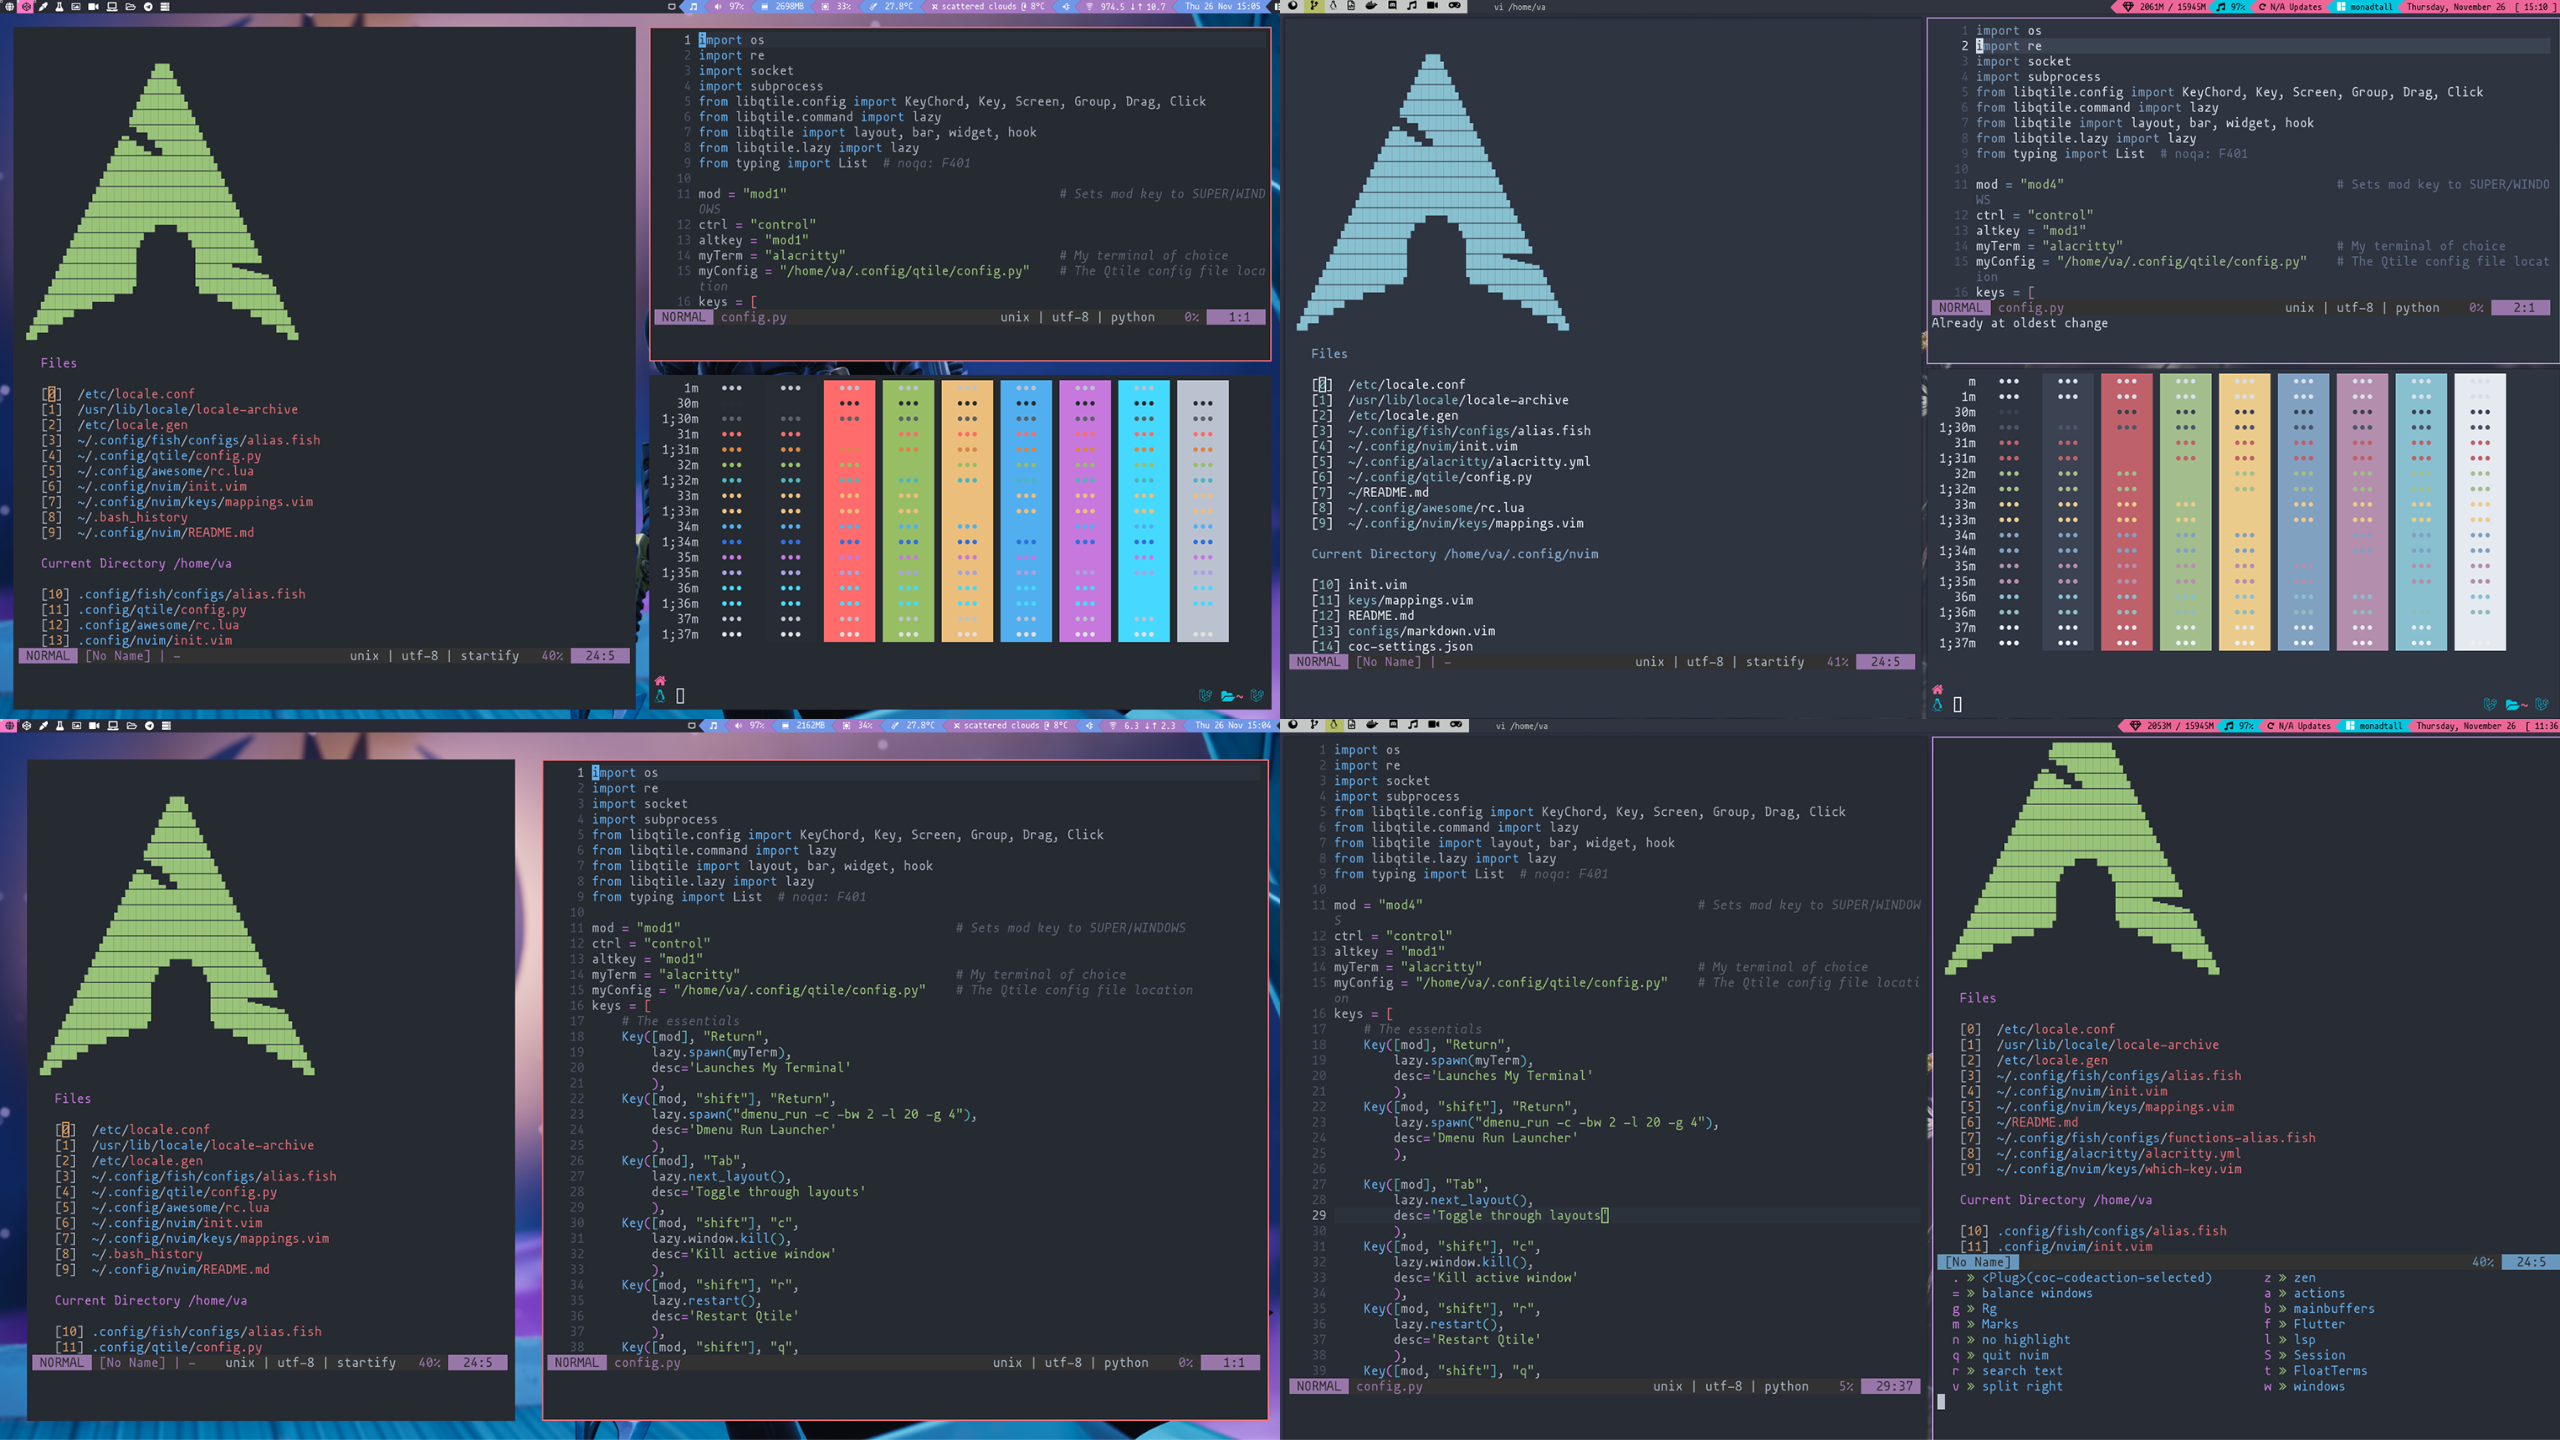 97% 2698MB 33% 27.8°C scattered clouds @ 8°C 974.5 ↓↑ 10.7 Thu 26 Nov 15:05
Files
[0] /etc/locale.conf
[1] /usr/lib/locale/locale-archive
[2] /etc/locale.gen
[3] ~/.config/fish/configs/alias.fish
[4] ~/.config/qtile/config.py
[5] ~/.config/awesome/rc.lua
[6] ~/.config/nvim/init.vim
[7] ~/.config/nvim/keys/mappings.vim
[8] ~/.bash_history
[9] ~/.config/nvim/README.md
Current Directory /home/va
[10] .config/fish/configs/alias.fish
[11] .config/qtile/config.py
[12] .config/awesome/rc.lua
[13] .config/nvim/init.vim
NORMAL [No Name] | - unix | utf-8 | startify 40% 24:5
1 import os
2 import re
3 import socket
4 import subprocess
5 from libqtile.config import KeyChord, Key, Screen, Group, Drag, Click
6 from libqtile.command import lazy
7 from libqtile import layout, bar, widget, hook
8 from libqtile.lazy import lazy
9 from typing import List # noqa: F401
10
11 mod = "mod1" # Sets mod key to SUPER/WIND
OWS
12 ctrl = "control"
13 altkey = "mod1"
14 myTerm = "alacritty" # My terminal of choice
15 myConfig = "/home/va/.config/qtile/config.py" # The Qtile config file loca
tion
16 keys = [
NORMAL config.py unix | utf-8 | python 0% 1:1
1m
30m
1;30m
31m
1;31m
32m
1;32m
33m
1;33m
34m
1;34m
35m
1;35m
36m
1;36m
37m
1;37m
vi /home/va 2061M / 15945M 97% N/A Updates monadtall Thursday, November 26 [ 15:10 ]
Files
[0] /etc/locale.conf
[1] /usr/lib/locale/locale-archive
[2] /etc/locale.gen
[3] ~/.config/fish/configs/alias.fish
[4] ~/.config/nvim/init.vim
[5] ~/.config/alacritty/alacritty.yml
[6] ~/.config/qtile/config.py
[7] ~/README.md
[8] ~/.config/awesome/rc.lua
[9] ~/.config/nvim/keys/mappings.vim
Current Directory /home/va/.config/nvim
[10] init.vim
[11] keys/mappings.vim
[12] README.md
[13] configs/markdown.vim
[14] coc-settings.json
NORMAL [No Name] | - unix | utf-8 | startify 41% 24:5
1 import os
2 import re
3 import socket
4 import subprocess
5 from libqtile.config import KeyChord, Key, Screen, Group, Drag, Click
6 from libqtile.command import lazy
7 from libqtile import layout, bar, widget, hook
8 from libqtile.lazy import lazy
9 from typing import List # noqa: F401
10
11 mod = "mod4" # Sets mod key to SUPER/WINDO
WS
12 ctrl = "control"
13 altkey = "mod1"
14 myTerm = "alacritty" # My terminal of choice
15 myConfig = "/home/va/.config/qtile/config.py" # The Qtile config file locat
ion
16 keys = [
NORMAL config.py unix | utf-8 | python 0% 2:1
Already at oldest change
m
1m
30m
1;30m
31m
1;31m
32m
1;32m
33m
1;33m
34m
1;34m
35m
1;35m
36m
1;36m
37m
1;37m
97% 2162MB 34% 27.8°C scattered clouds @ 8°C 6.3 ↓↑ 2.3 Thu 26 Nov 15:04
Files
[0] /etc/locale.conf
[1] /usr/lib/locale/locale-archive
[2] /etc/locale.gen
[3] ~/.config/fish/configs/alias.fish
[4] ~/.config/qtile/config.py
[5] ~/.config/awesome/rc.lua
[6] ~/.config/nvim/init.vim
[7] ~/.config/nvim/keys/mappings.vim
[8] ~/.bash_history
[9] ~/.config/nvim/README.md
Current Directory /home/va
[10] .config/fish/configs/alias.fish
[11] .config/qtile/config.py
NORMAL [No Name] | - unix | utf-8 | startify 40% 24:5
1 import os
2 import re
3 import socket
4 import subprocess
5 from libqtile.config import KeyChord, Key, Screen, Group, Drag, Click
6 from libqtile.command import lazy
7 from libqtile import layout, bar, widget, hook
8 from libqtile.lazy import lazy
9 from typing import List # noqa: F401
10
11 mod = "mod1" # Sets mod key to SUPER/WINDOWS
12 ctrl = "control"
13 altkey = "mod1"
14 myTerm = "alacritty" # My terminal of choice
15 myConfig = "/home/va/.config/qtile/config.py" # The Qtile config file location
16 keys = [
17 # The essentials
18 Key([mod], "Return",
19 lazy.spawn(myTerm),
20 desc='Launches My Terminal'
21 ),
22 Key([mod, "shift"], "Return",
23 lazy.spawn("dmenu_run -c -bw 2 -l 20 -g 4"),
24 desc='Dmenu Run Launcher'
25 ),
26 Key([mod], "Tab",
27 lazy.next_layout(),
28 desc='Toggle through layouts'
29 ),
30 Key([mod, "shift"], "c",
31 lazy.window.kill(),
32 desc='Kill active window'
33 ),
34 Key([mod, "shift"], "r",
35 lazy.restart(),
36 desc='Restart Qtile'
37 ),
38 Key([mod, "shift"], "q",
NORMAL config.py unix | utf-8 | python 0% 1:1
vi /home/va 2053M / 15945M 97% N/A Updates monadtall Thursday, November 26 [ 11:36
1 import os
2 import re
3 import socket
4 import subprocess
5 from libqtile.config import KeyChord, Key, Screen, Group, Drag, Click
6 from libqtile.command import lazy
7 from libqtile import layout, bar, widget, hook
8 from libqtile.lazy import lazy
9 from typing import List # noqa: F401
10
11 mod = "mod4" # Sets mod key to SUPER/WINDOW
S
12 ctrl = "control"
13 altkey = "mod1"
14 myTerm = "alacritty" # My terminal of choice
15 myConfig = "/home/va/.config/qtile/config.py" # The Qtile config file locati
on
16 keys = [
17 # The essentials
18 Key([mod], "Return",
19 lazy.spawn(myTerm),
20 desc='Launches My Terminal'
21 ),
22 Key([mod, "shift"], "Return",
23 lazy.spawn("dmenu_run -c -bw 2 -l 20 -g 4"),
24 desc='Dmenu Run Launcher'
25 ),
26
27 Key([mod], "Tab",
28 lazy.next_layout(),
29 desc='Toggle through layouts'
30 ),
31 Key([mod, "shift"], "c",
32 lazy.window.kill(),
33 desc='Kill active window'
34 ),
35 Key([mod, "shift"], "r",
36 lazy.restart(),
37 desc='Restart Qtile'
38 ),
39 Key([mod, "shift"], "q",
NORMAL config.py unix | utf-8 | python 5% 29:37
Files
[0] /etc/locale.conf
[1] /usr/lib/locale/locale-archive
[2] /etc/locale.gen
[3] ~/.config/fish/configs/alias.fish
[4] ~/.config/nvim/init.vim
[5] ~/.config/nvim/keys/mappings.vim
[6] ~/README.md
[7] ~/.config/fish/configs/functions-alias.fish
[8] ~/.config/alacritty/alacritty.yml
[9] ~/.config/nvim/keys/which-key.vim
Current Directory /home/va
[10] .config/fish/configs/alias.fish
[11] .config/nvim/init.vim
[No Name] 40% 24:5
. » <Plug>(coc-codeaction-selected) z » zen
= » balance windows a » actions
g » Rg b » mainbuffers
m » Marks f » Flutter
n » no highlight l » lsp
q » quit nvim S » Session
r » search text t » FloatTerms
v » split right w » windows